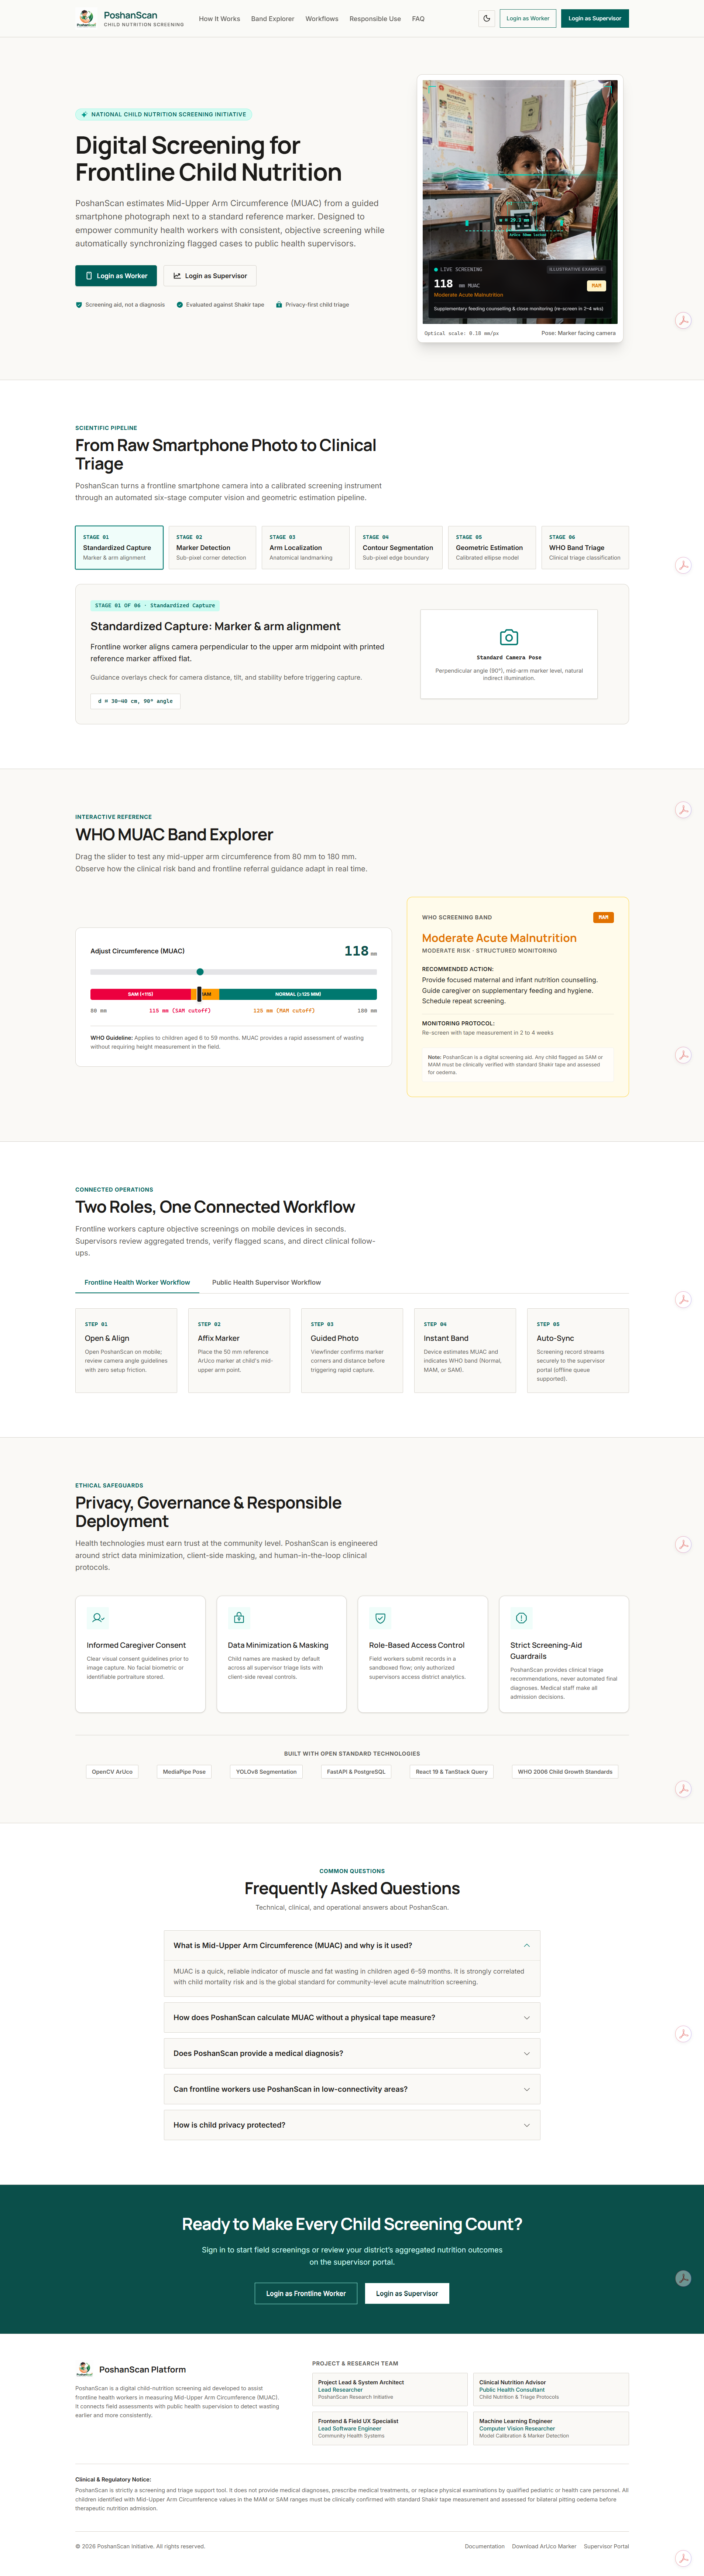 PoshanScan
CHILD NUTRITION SCREENING
How It Works
Band Explorer
Workflows
Responsible Use
FAQ
Login as Worker
Login as Supervisor
NATIONAL CHILD NUTRITION SCREENING INITIATIVE
Digital Screening for
Frontline Child Nutrition
PoshanScan estimates Mid-Upper Arm Circumference (MUAC) from a guided
smartphone photograph next to a standard reference marker. Designed to
empower community health workers with consistent, objective screening while
automatically synchronizing flagged cases to public health supervisors.
Login as Worker
Login as Supervisor
Screening aid, not a diagnosis
Evaluated against Shakir tape
Privacy-first child triage
LIVE SCREENING
ILLUSTRATIVE EXAMPLE
118 mm MUAC
MAM
Moderate Acute Malnutrition
Supplementary feeding counselling & close monitoring (re-screen in 2–4 wks)
Optical scale: 0.18 mm/px
Pose: Marker facing camera
SCIENTIFIC PIPELINE
From Raw Smartphone Photo to Clinical
Triage
PoshanScan turns a frontline smartphone camera into a calibrated screening instrument
through an automated six-stage computer vision and geometric estimation pipeline.
STAGE 01
Standardized Capture
Marker & arm alignment
STAGE 02
Marker Detection
Sub-pixel corner detection
STAGE 03
Arm Localization
Anatomical landmarking
STAGE 04
Contour Segmentation
Sub-pixel edge boundary
STAGE 05
Geometric Estimation
Calibrated ellipse model
STAGE 06
WHO Band Triage
Clinical triage classification
STAGE 01 OF 06 · Standardized Capture
Standardized Capture: Marker & arm alignment
Frontline worker aligns camera perpendicular to the upper arm midpoint with printed
reference marker affixed flat.
Guidance overlays check for camera distance, tilt, and stability before triggering capture.
d = 30–40 cm, 90° angle
Standard Camera Pose
Perpendicular angle (90°), mid-arm marker level, natural
indirect illumination.
INTERACTIVE REFERENCE
WHO MUAC Band Explorer
Drag the slider to test any mid-upper arm circumference from 80 mm to 180 mm.
Observe how the clinical risk band and frontline referral guidance adapt in real time.
Adjust Circumference (MUAC)
118 mm
SAM (<115)
NORMAL (≥125 MM)
80 mm
115 mm (SAM cutoff)
125 mm (MAM cutoff)
180 mm
WHO Guideline: Applies to children aged 6 to 59 months. MUAC provides a rapid assessment of wasting
without requiring height measurement in the field.
WHO SCREENING BAND
MAM
Moderate Acute Malnutrition
MODERATE RISK · STRUCTURED MONITORING
RECOMMENDED ACTION:
Provide focused maternal and infant nutrition counselling.
Guide caregiver on supplementary feeding and hygiene.
Schedule repeat screening.
MONITORING PROTOCOL:
Re-screen with tape measurement in 2 to 4 weeks
Note: PoshanScan is a digital screening aid. Any child flagged as SAM or
MAM must be clinically verified with standard Shakir tape and assessed
for oedema.
CONNECTED OPERATIONS
Two Roles, One Connected Workflow
Frontline workers capture objective screenings on mobile devices in seconds.
Supervisors review aggregated trends, verify flagged scans, and direct clinical follow-
ups.
Frontline Health Worker Workflow
Public Health Supervisor Workflow
STEP 01
Open & Align
Open PoshanScan on mobile;
review camera angle guidelines
with zero setup friction.
STEP 02
Affix Marker
Place the 50 mm reference
ArUco marker at child's mid-
upper arm point.
STEP 03
Guided Photo
Viewfinder confirms marker
corners and distance before
triggering rapid capture.
STEP 04
Instant Band
Device estimates MUAC and
indicates WHO band (Normal,
MAM, or SAM).
STEP 05
Auto-Sync
Screening record streams
securely to the supervisor
portal (offline queue
supported).
ETHICAL SAFEGUARDS
Privacy, Governance & Responsible
Deployment
Health technologies must earn trust at the community level. PoshanScan is engineered
around strict data minimization, client-side masking, and human-in-the-loop clinical
protocols.
Informed Caregiver Consent
Clear visual consent guidelines prior to
image capture. No facial biometric or
identifiable portraiture stored.
Data Minimization & Masking
Child names are masked by default
across all supervisor triage lists with
client-side reveal controls.
Role-Based Access Control
Field workers submit records in a
sandboxed flow; only authorized
supervisors access district analytics.
Strict Screening-Aid
Guardrails
PoshanScan provides clinical triage
recommendations, never automated final
diagnoses. Medical staff make all
admission decisions.
BUILT WITH OPEN STANDARD TECHNOLOGIES
OpenCV ArUco
MediaPipe Pose
YOLOv8 Segmentation
FastAPI & PostgreSQL
React 19 & TanStack Query
WHO 2006 Child Growth Standards
COMMON QUESTIONS
Frequently Asked Questions
Technical, clinical, and operational answers about PoshanScan.
What is Mid-Upper Arm Circumference (MUAC) and why is it used?
MUAC is a quick, reliable indicator of muscle and fat wasting in children aged 6–59 months. It is strongly correlated
with child mortality risk and is the global standard for community-level acute malnutrition screening.
How does PoshanScan calculate MUAC without a physical tape measure?
Does PoshanScan provide a medical diagnosis?
Can frontline workers use PoshanScan in low-connectivity areas?
How is child privacy protected?
Ready to Make Every Child Screening Count?
Sign in to start field screenings or review your district's aggregated nutrition outcomes
on the supervisor portal.
Login as Frontline Worker
Login as Supervisor
PoshanScan Platform
PoshanScan is a digital child-nutrition screening aid developed to assist
frontline health workers in measuring Mid-Upper Arm Circumference (MUAC).
It connects field assessments with public health supervision to detect wasting
earlier and more consistently.
PROJECT & RESEARCH TEAM
Project Lead & System Architect
Lead Researcher
PoshanScan Research Initiative
Clinical Nutrition Advisor
Public Health Consultant
Child Nutrition & Triage Protocols
Frontend & Field UX Specialist
Lead Software Engineer
Community Health Systems
Machine Learning Engineer
Computer Vision Researcher
Model Calibration & Marker Detection
Clinical & Regulatory Notice:
PoshanScan is strictly a screening and triage support tool. It does not provide medical diagnoses, prescribe medical treatments, or replace physical examinations by qualified pediatric or health care personnel. All
children identified with Mid-Upper Arm Circumference values in the MAM or SAM ranges must be clinically confirmed with standard Shakir tape measurement and assessed for bilateral pitting oedema before
therapeutic nutrition admission.
© 2026 PoshanScan Initiative. All rights reserved.
Documentation
Download ArUco Marker
Supervisor Portal